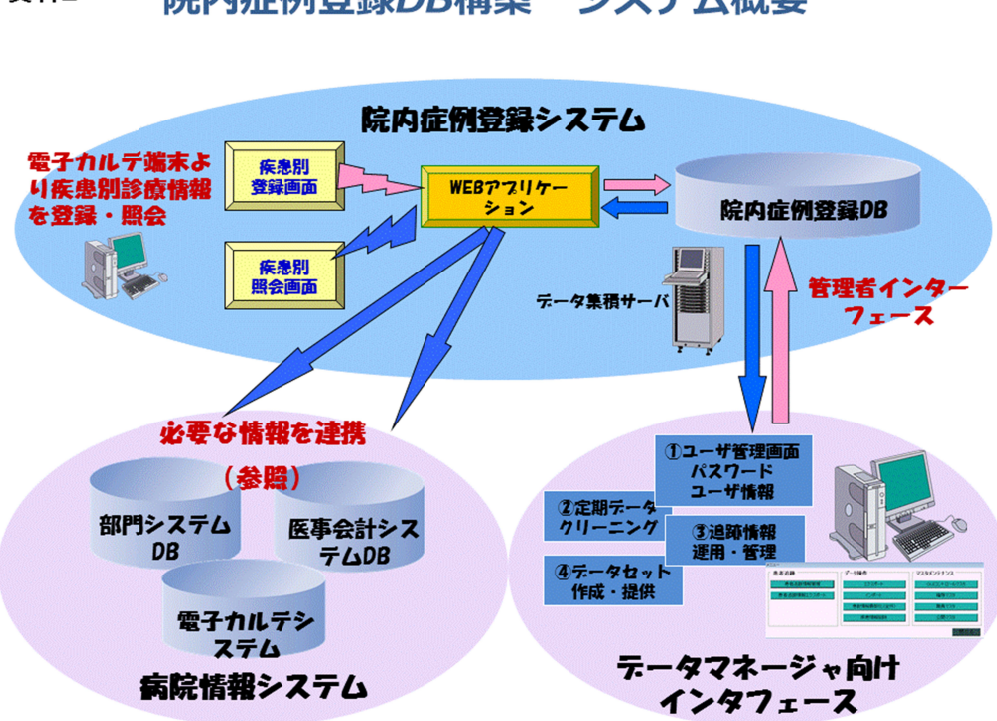 院内症例登録DB構築 システム概要
院内症例登録システム
電子カルテ端末よ
り疾患別診療情報
を登録・照会
疾患別
登録画面
WEBアプリケー
ション
院内症例登録DB
疾患別
照会画面
データ集積サーバ
管理者インター
フェース
必要な情報を連携
（参照）
部門システム
DB
医事会計シス
テムDB
電子カルテシ
ステム
病院情報システム
①ユーザ管理画面
パスワード
ユーザ情報
②定期データ
クリーニング
③追跡情報
運用・管理
④データセット
作成・提供
データマネージャ向け
インタフェース